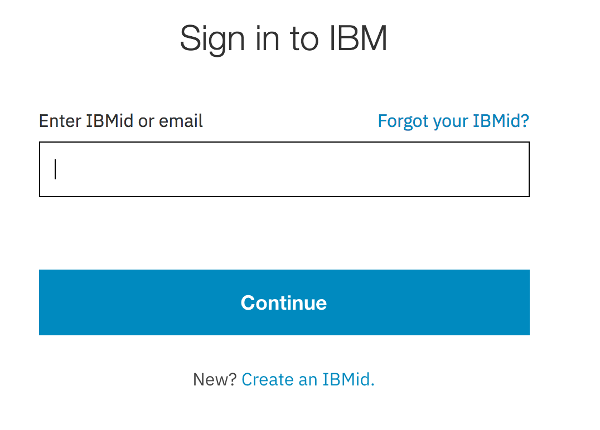 Sign in to IBM
Enter IBMid or email Forgot your IBMid?
Continue
New? Create an IBMid.